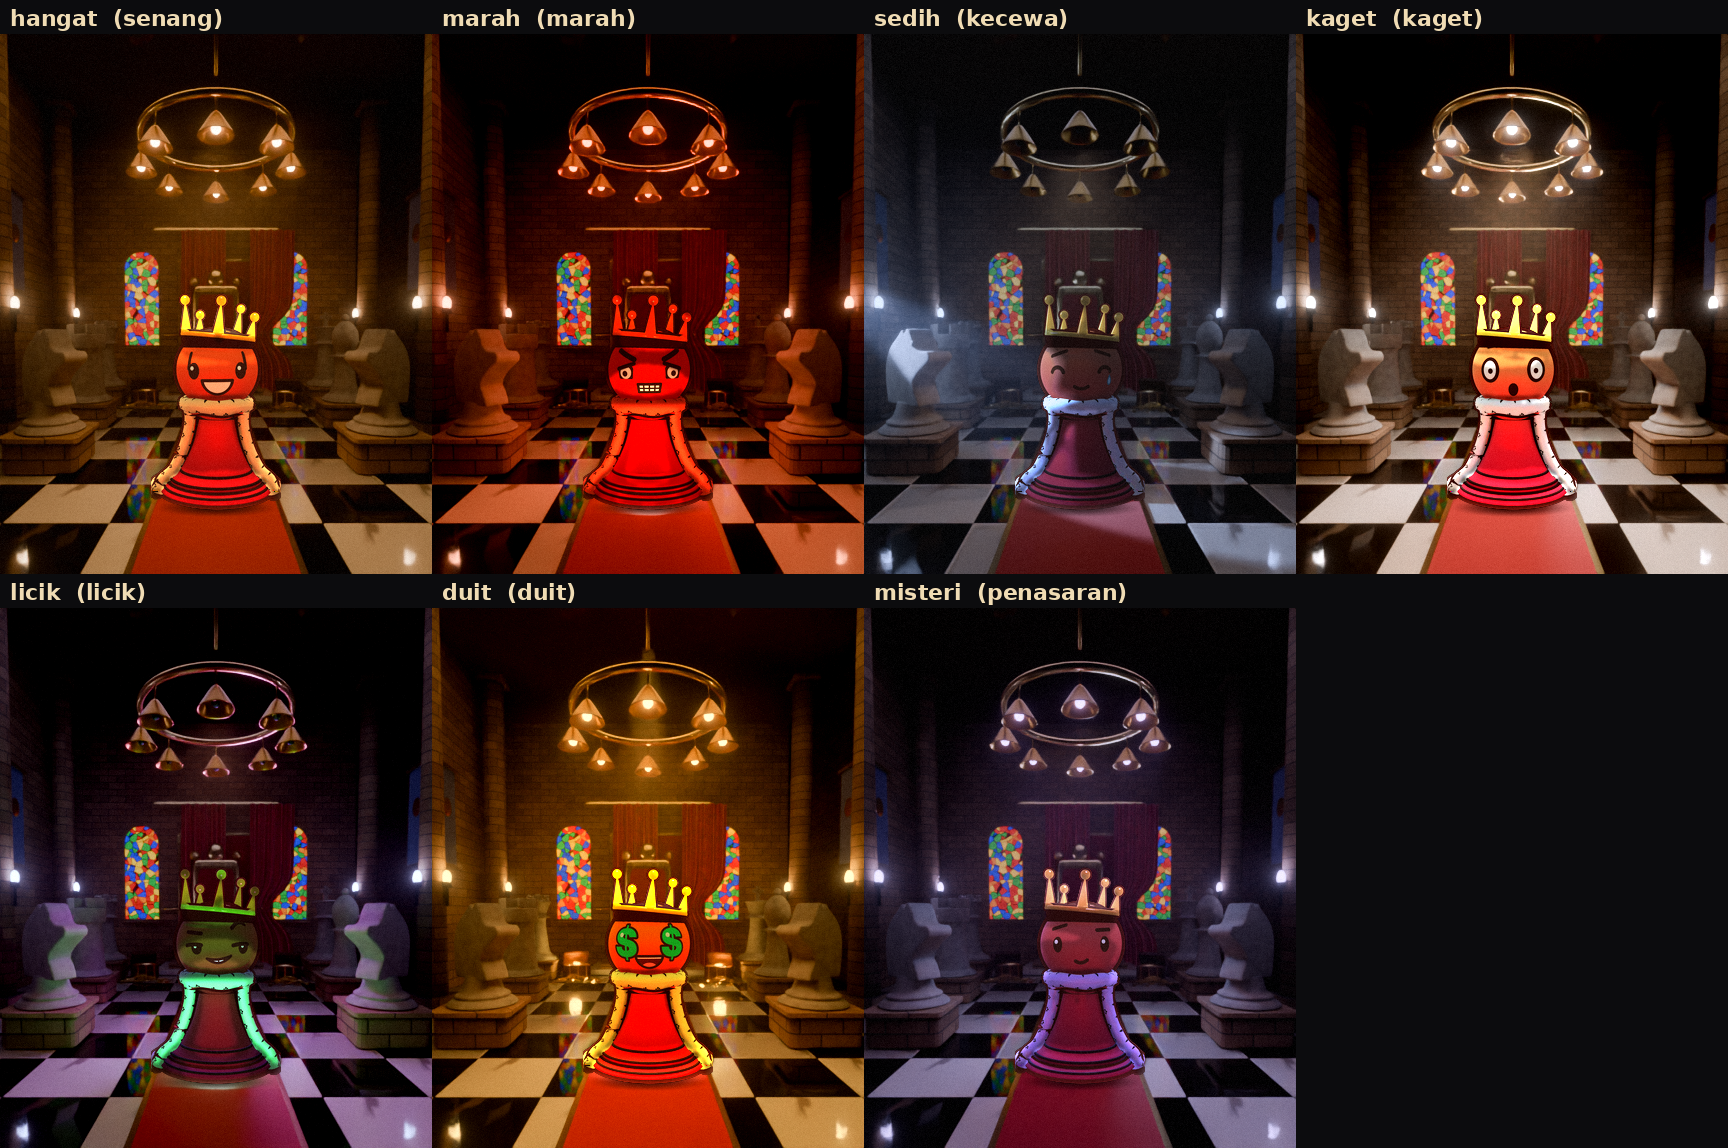 hangat (senang)
marah (marah)
sedih (kecewa)
kaget (kaget)
licik (licik)
duit (duit)
misteri (penasaran)
$ $